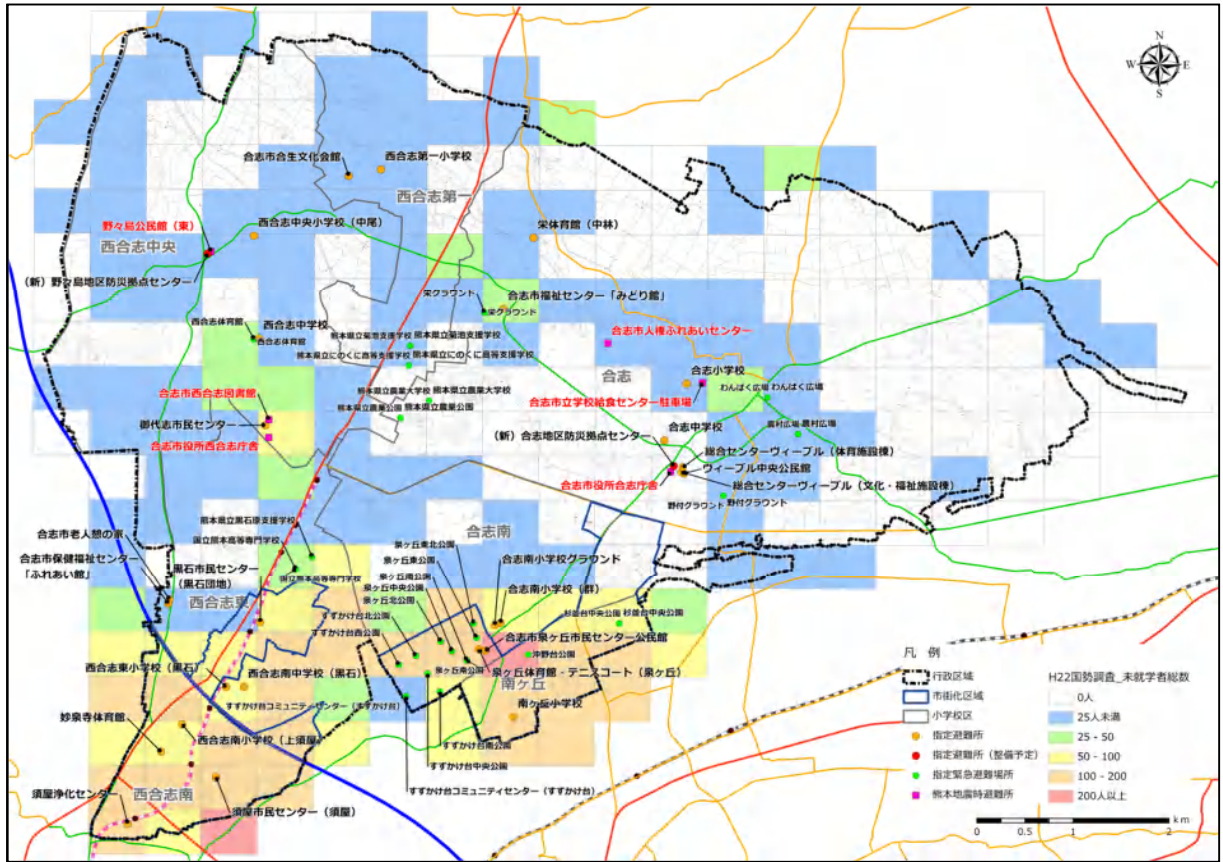 N
W
E
S
合志市合生文化会館
西合志第一小学校
西合志第一
野々島公民館（東）
西合志中央小学校（中尾）
栄体育館（中林）
西合志中央
（新）野々島地区防災拠点センター
栄グラウンド
栄グラウンド
合志市福祉センター「みどり館」
西合志体育館
西合志中学校
西合志体育館
熊本県立菊池支援学校
熊本県立菊池支援学校
合志市人権ふれあいセンター
熊本県立にのくに高等支援学校
熊本県立にのくに高等支援学校
合志
合志小学校
熊本県立農業大学校
熊本県立農業大学校
わんぱく広場
わんぱく広場
合志市西合志図書館
熊本県立農業公園
熊本県立農業公園
合志市立学校給食センター駐車場
御代志市民センター
合志中学校
農村広場
農村広場
合志市役所西合志庁舎
（新）合志地区防災拠点センター
総合センターヴィーブル（体育施設棟）
ヴィーブル中央公民館
合志市役所合志庁舎
総合センターヴィーブル（文化・福祉施設棟）
野付グラウンド
野付グラウンド
熊本県立黒石原支援学校
合志南
合志市老人憩の家
国立熊本高等専門学校
泉ヶ丘東北公園
合志市保健福祉センター
「ふれあい館」
黒石市民センター
（黒石団地）
国立熊本高等専門学校
泉ヶ丘東公園
泉ヶ丘南公園
泉ヶ丘中央公園
泉ヶ丘北公園
合志南小学校グラウンド
合志南小学校（群）
西合志東
すずかけ台北公園
すずかけ台西公園
杉並台中央公園
杉並台中央公園
合志市泉ヶ丘市民センター公民館
沖野台公園
泉ヶ丘南公園
泉ヶ丘体育館・テニスコート（泉ヶ丘）
西合志東小学校（黒石）
西合志南中学校（黒石）
南ヶ丘
すずかけ台コミュニティセンター（すずかけ台）
南ヶ丘小学校
妙泉寺体育館
西合志南小学校（上須屋）
すずかけ台南公園
すずかけ台中央公園
すずかけ台コミュニティセンター（すずかけ台）
須屋浄化センター
西合志南
須屋市民センター（須屋）
凡 例
行政区域
市街化区域
小学校区
指定避難所
指定避難所（整備予定）
指定緊急避難場所
熊本地震時避難所
H22国勢調査_未就学者総数
0人
25人未満
25 - 50
50 - 100
100 - 200
200人以上
km
0
0.5
1
2